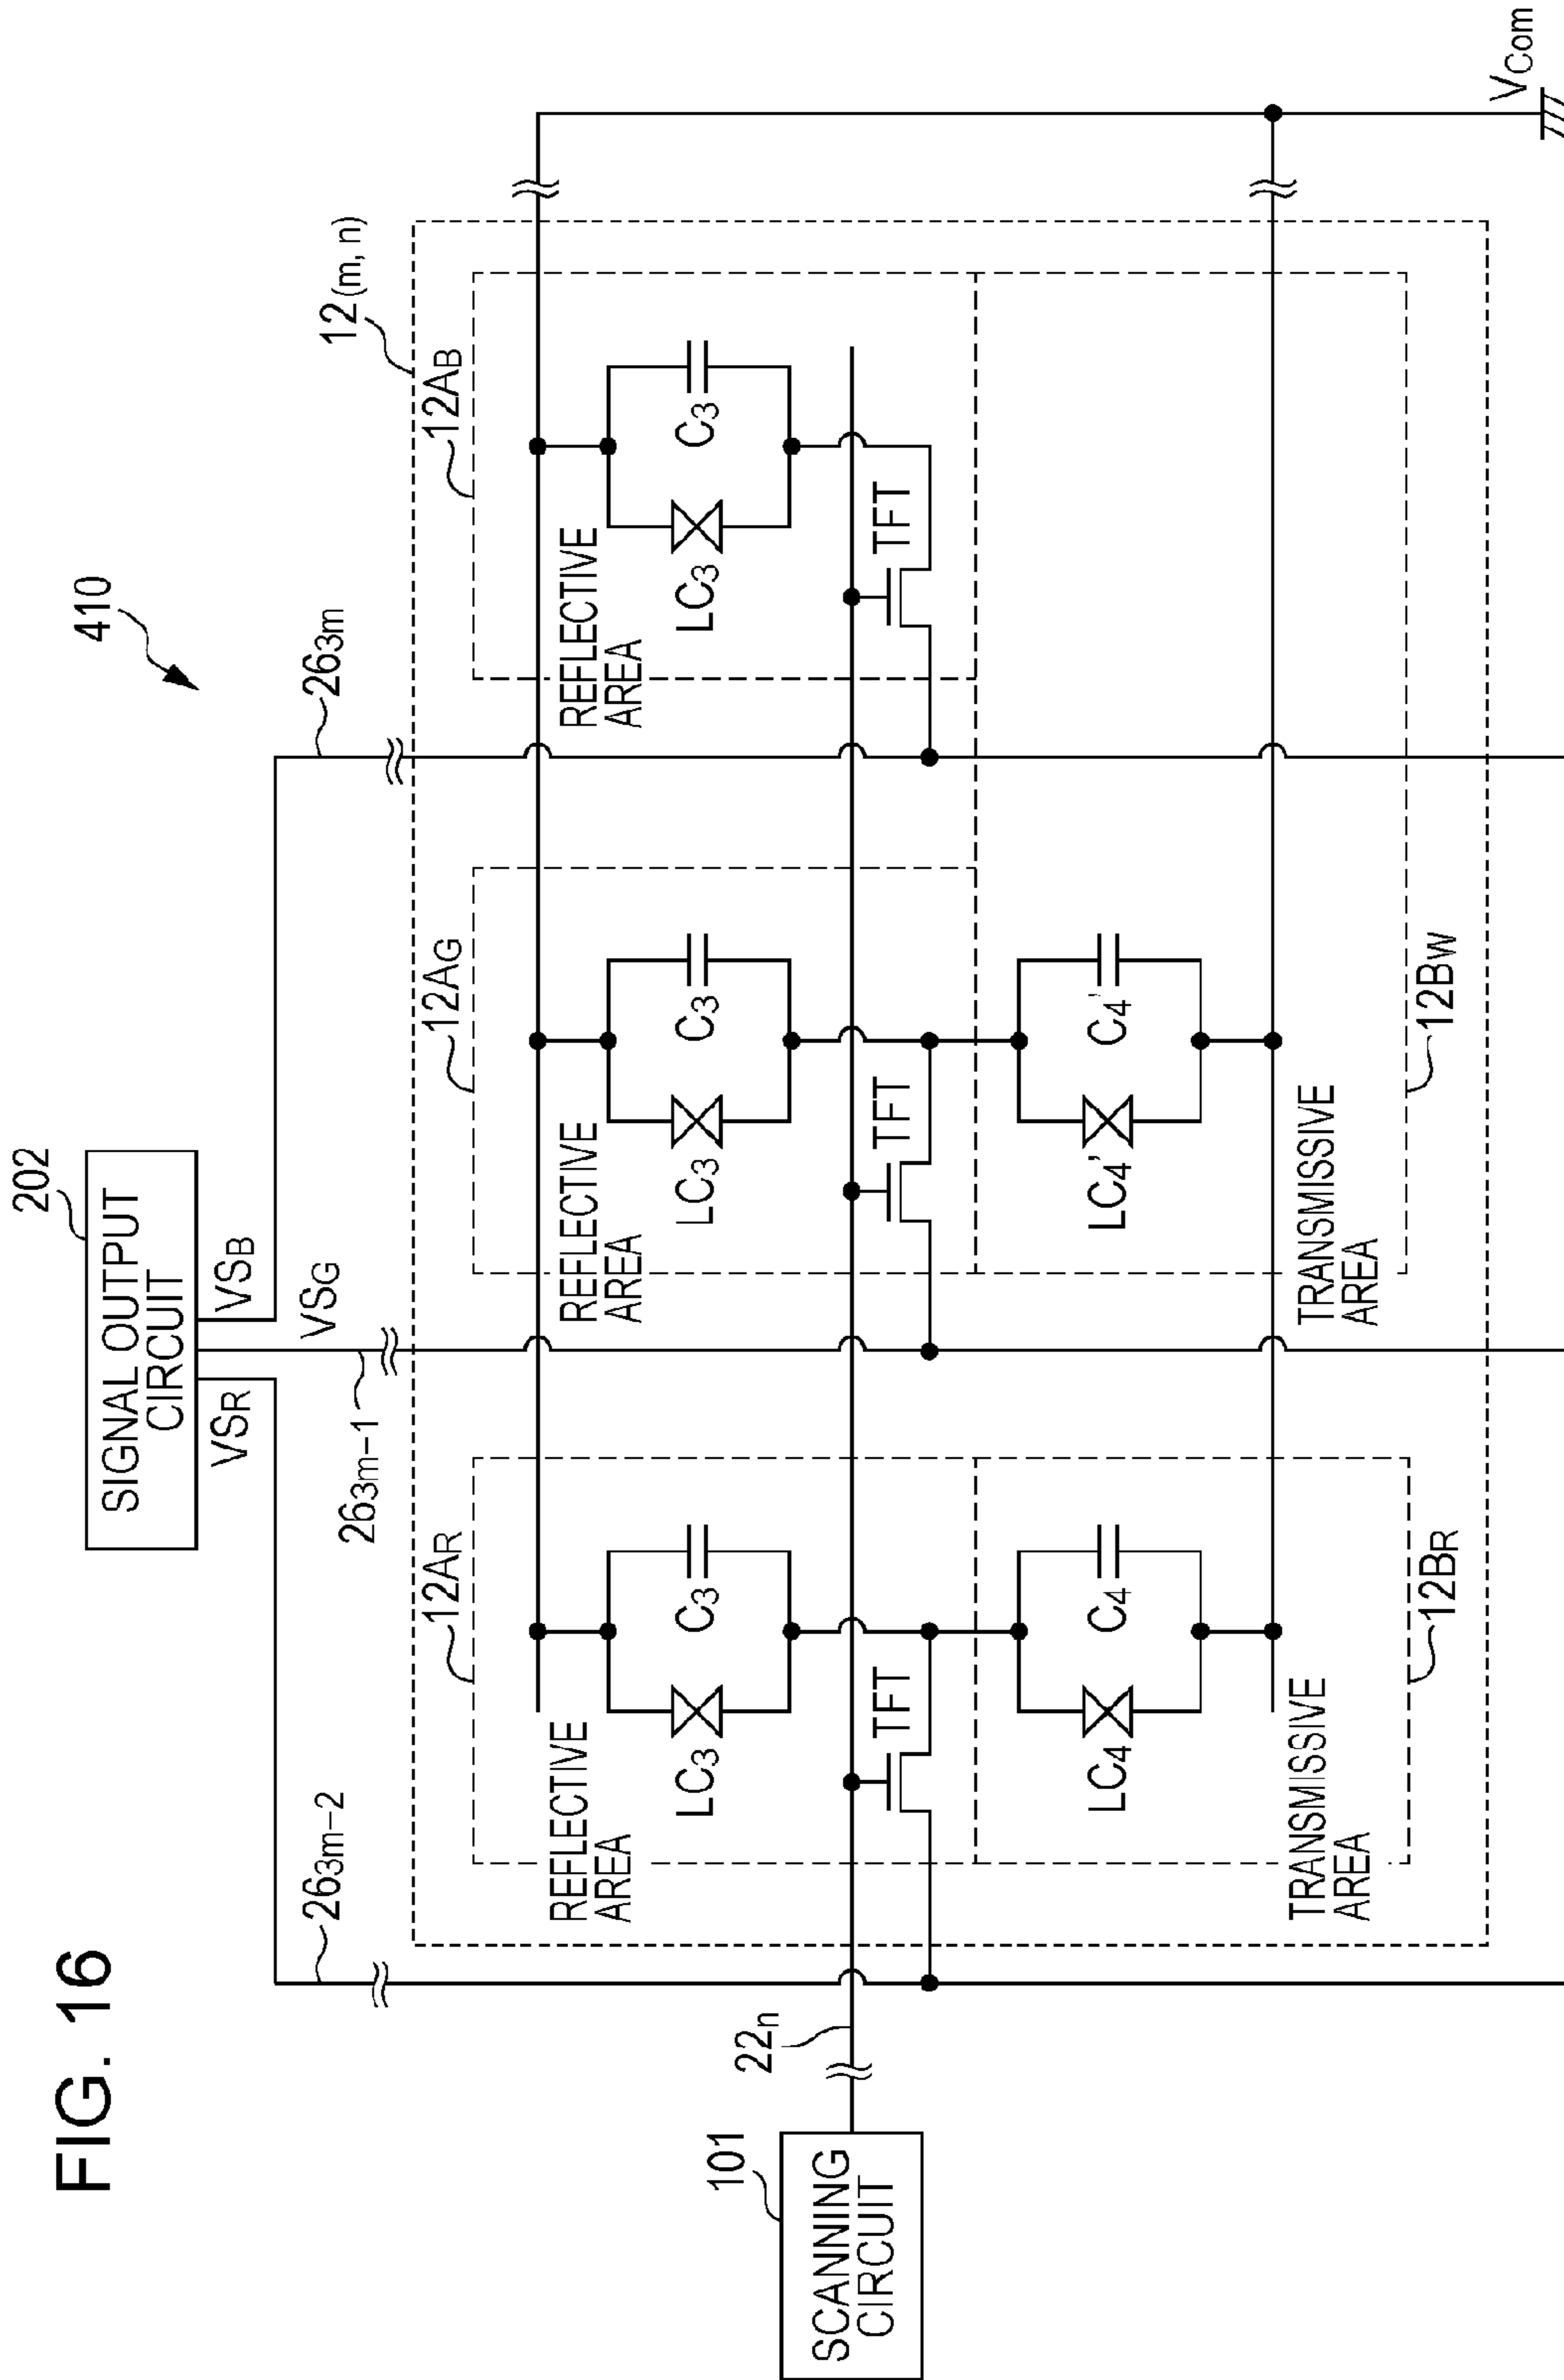 FIG. 16
410
202
SIGNAL OUTPUT
CIRCUIT
VSR
VSG
VSB
263m−2
263m−1
263m
12(m, n)
12AR
12AG
12AB
REFLECTIVE
AREA
LC3
C3
REFLECTIVE
AREA
LC3
C3
REFLECTIVE
AREA
LC3
C3
101
SCANNING
CIRCUIT
22n
TFT
TFT
TFT
LC4
C4
LC4'
C4'
TRANSMISSIVE
AREA
TRANSMISSIVE
AREA
12BR
12BW
VCom